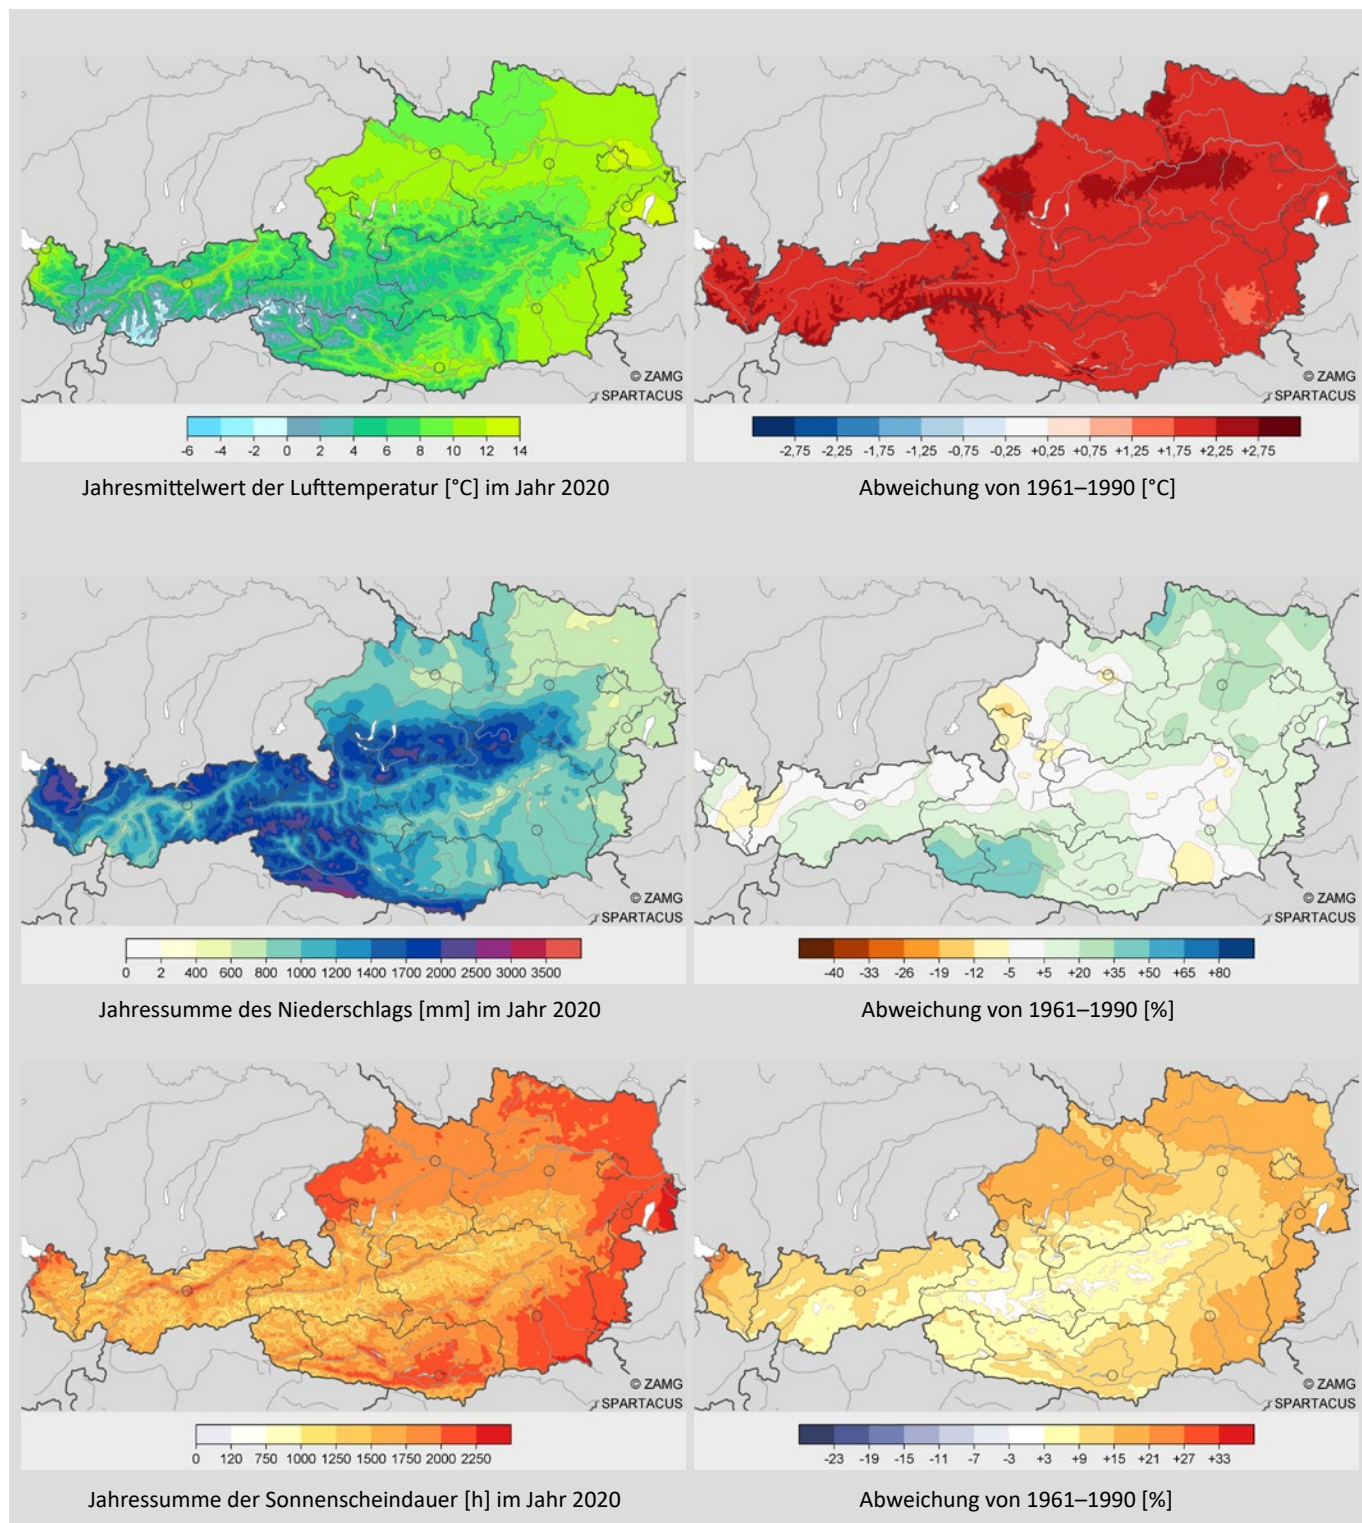 © ZAMG
SPARTACUS
© ZAMG
SPARTACUS
-6 -4 -2 0 2 4 6 8 10 12 14
-2,75 -2,25 -1,75 -1,25 -0,75 -0,25 +0,25 +0,75 +1,25 +1,75 +2,25 +2,75
Jahresmittelwert der Lufttemperatur [°C] im Jahr 2020
Abweichung von 1961–1990 [°C]
© ZAMG
SPARTACUS
© ZAMG
SPARTACUS
0 2 400 600 800 1000 1200 1400 1700 2000 2500 3000 3500
-40 -33 -26 -19 -12 -5 +5 +20 +35 +50 +65 +80
Jahressumme des Niederschlags [mm] im Jahr 2020
Abweichung von 1961–1990 [%]
© ZAMG
SPARTACUS
© ZAMG
SPARTACUS
0 120 750 1000 1250 1500 1750 2000 2250
-23 -19 -15 -11 -7 -3 +3 +9 +15 +21 +27 +33
Jahressumme der Sonnenscheindauer [h] im Jahr 2020
Abweichung von 1961–1990 [%]